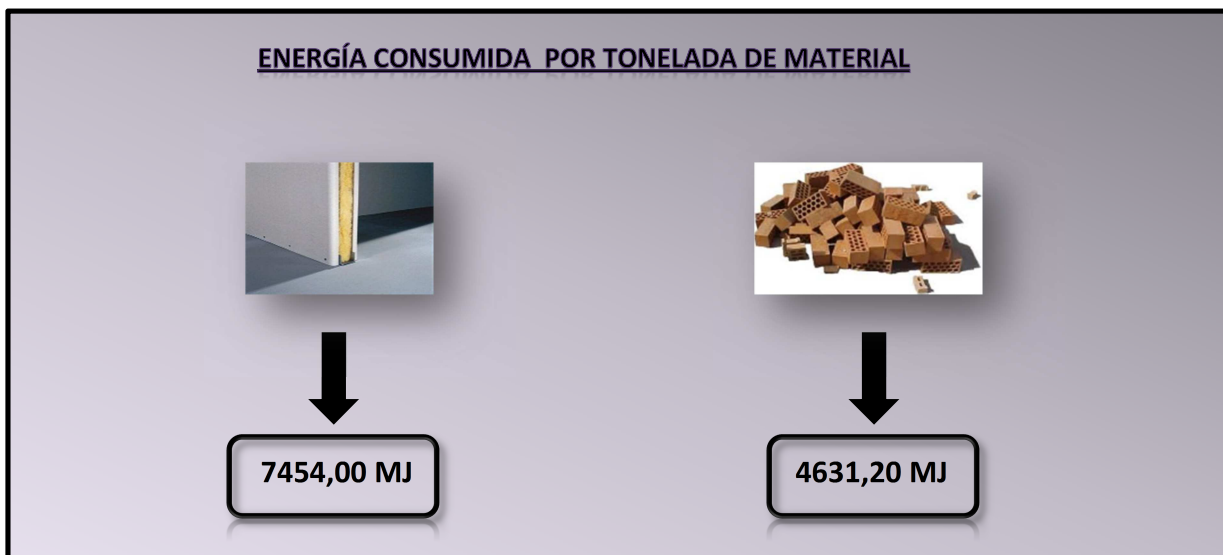 ENERGÍA CONSUMIDA POR TONELADA DE MATERIAL
7454,00 MJ
4631,20 MJ